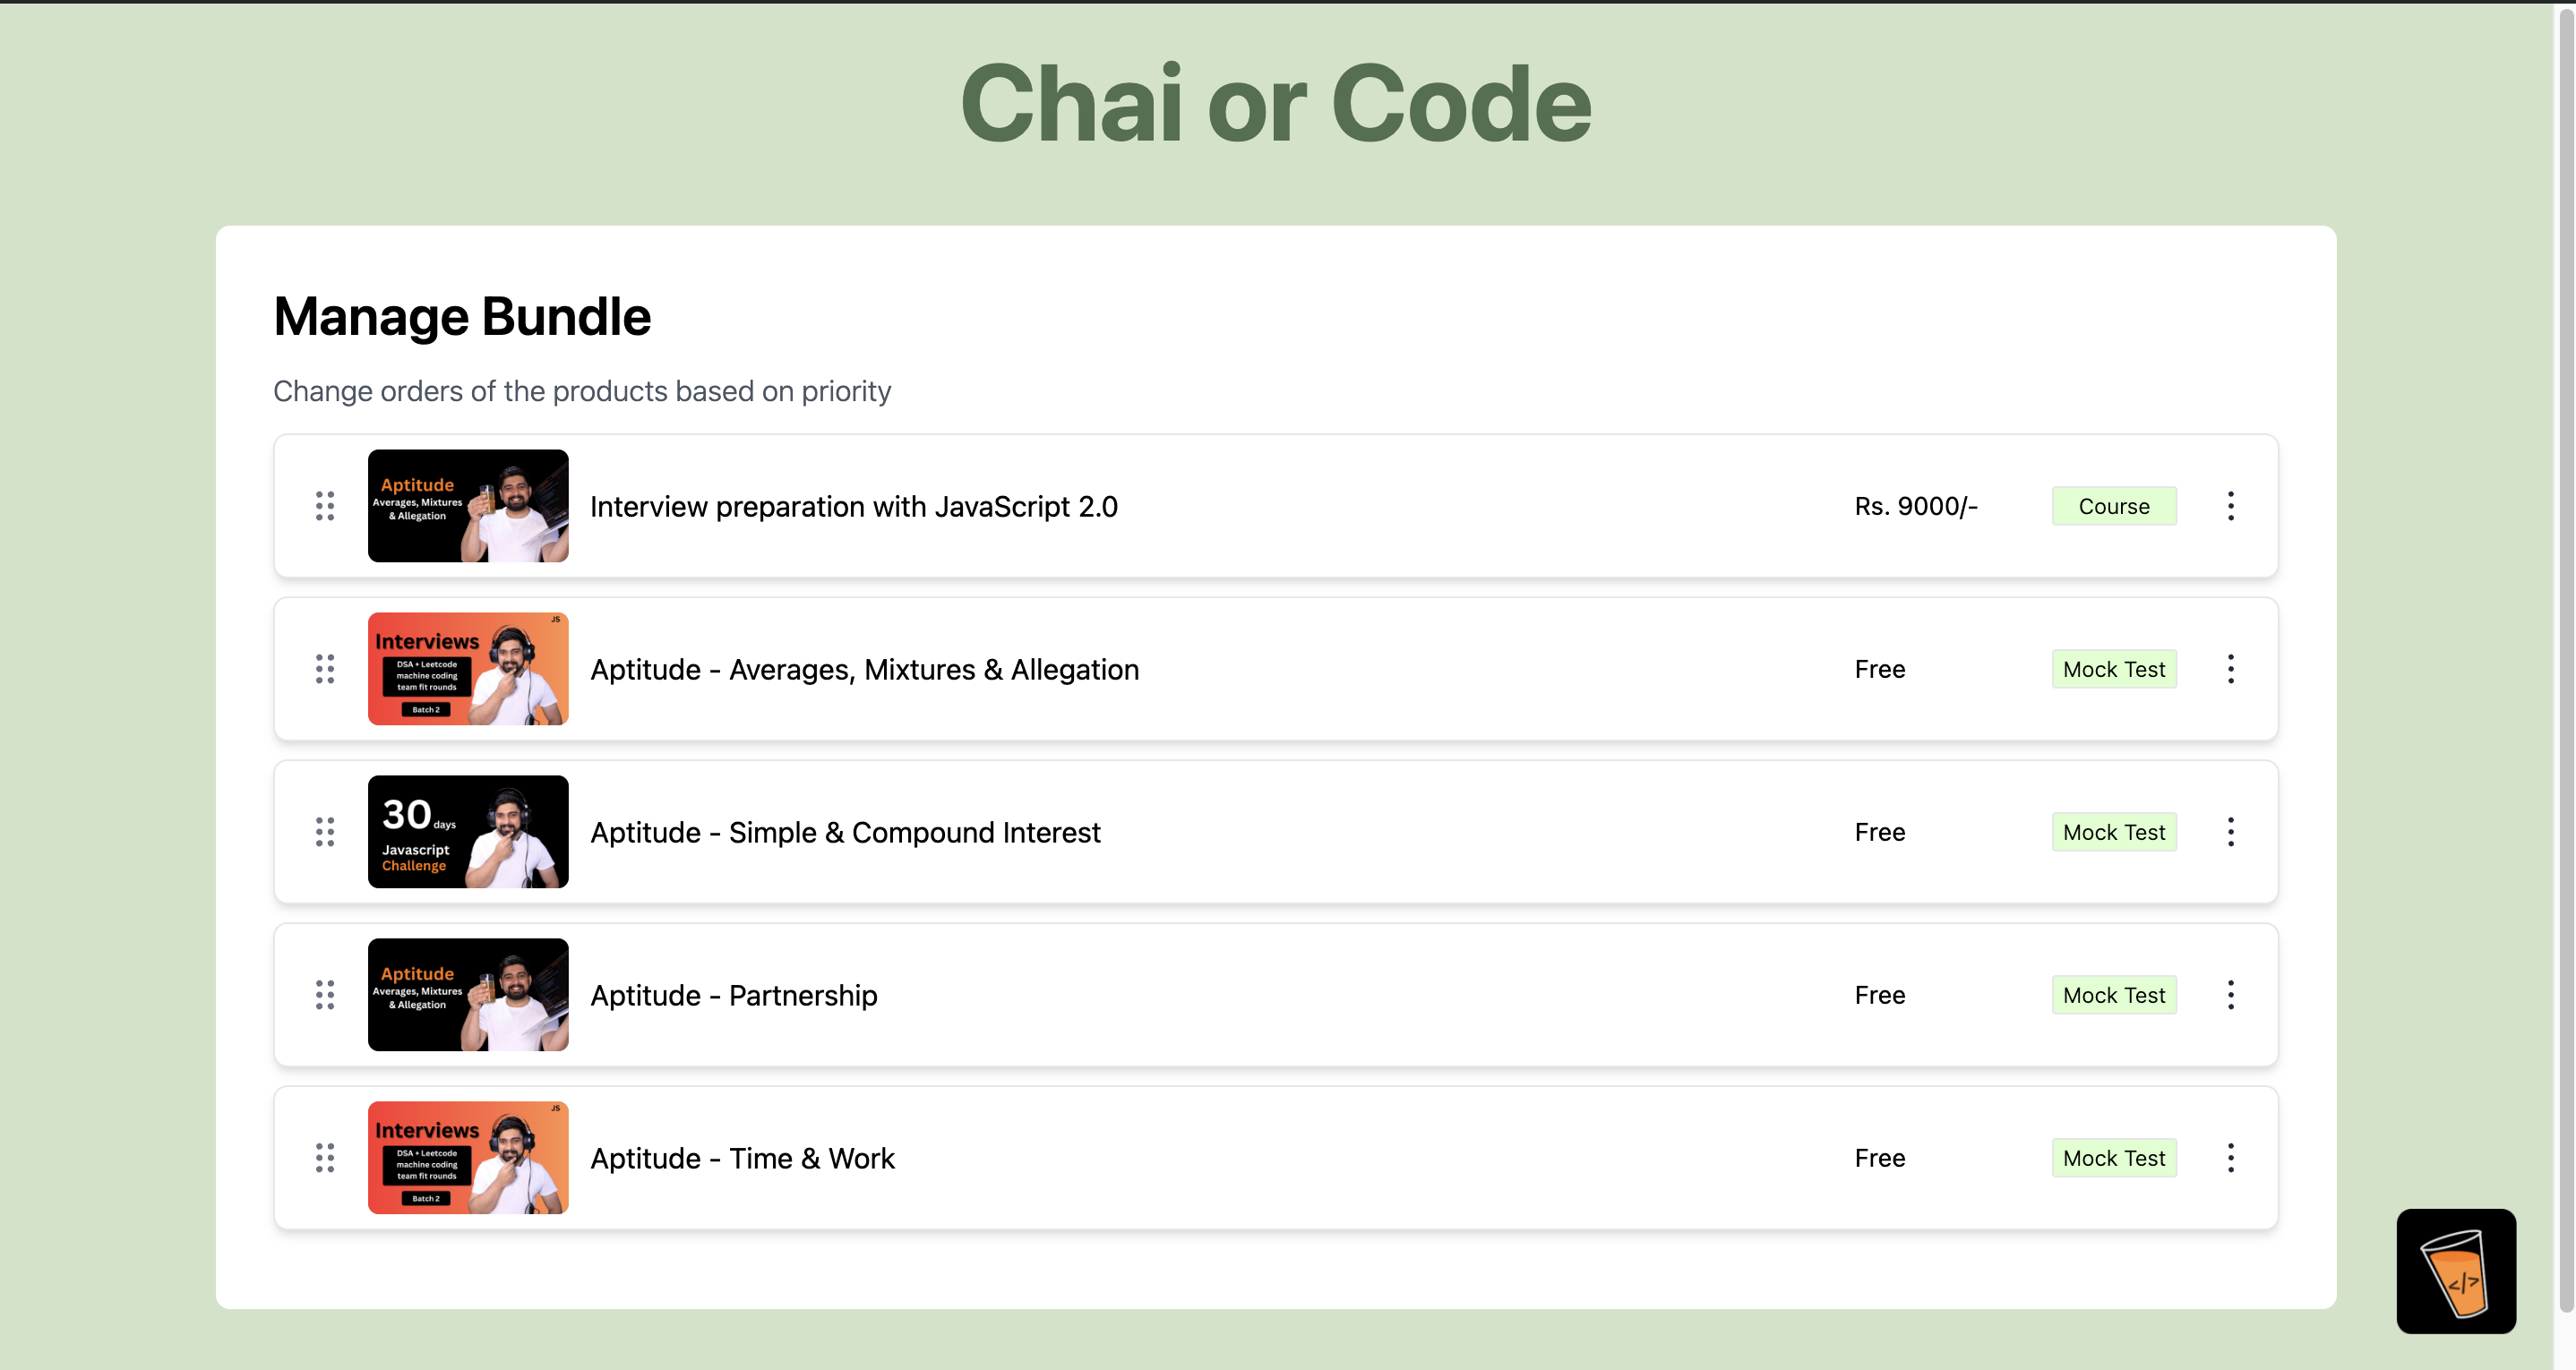 Chai or Code
Manage Bundle
Change orders of the products based on priority
Aptitude
Averages, Mixtures
& Allegation
Interview preparation with JavaScript 2.0
Rs. 9000/-
Course
JS
Interviews
DSA + Leetcode
machine coding
team fit rounds
Batch 2
Aptitude - Averages, Mixtures & Allegation
Free
Mock Test
30 days
Javascript
Challenge
Aptitude - Simple & Compound Interest
Free
Mock Test
Aptitude
Averages, Mixtures
& Allegation
Aptitude - Partnership
Free
Mock Test
JS
Interviews
DSA + Leetcode
machine coding
team fit rounds
Batch 2
Aptitude - Time & Work
Free
Mock Test
</>